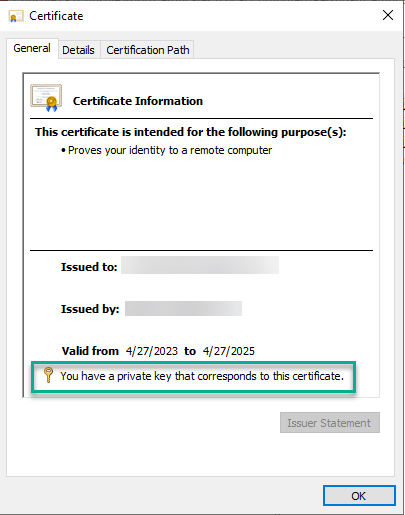 Certificate
General Details Certification Path
Certificate Information
This certificate is intended for the following purpose(s):
• Proves your identity to a remote computer
Issued to:
Issued by:
Valid from 4/27/2023 to 4/27/2025
You have a private key that corresponds to this certificate.
Issuer Statement
OK